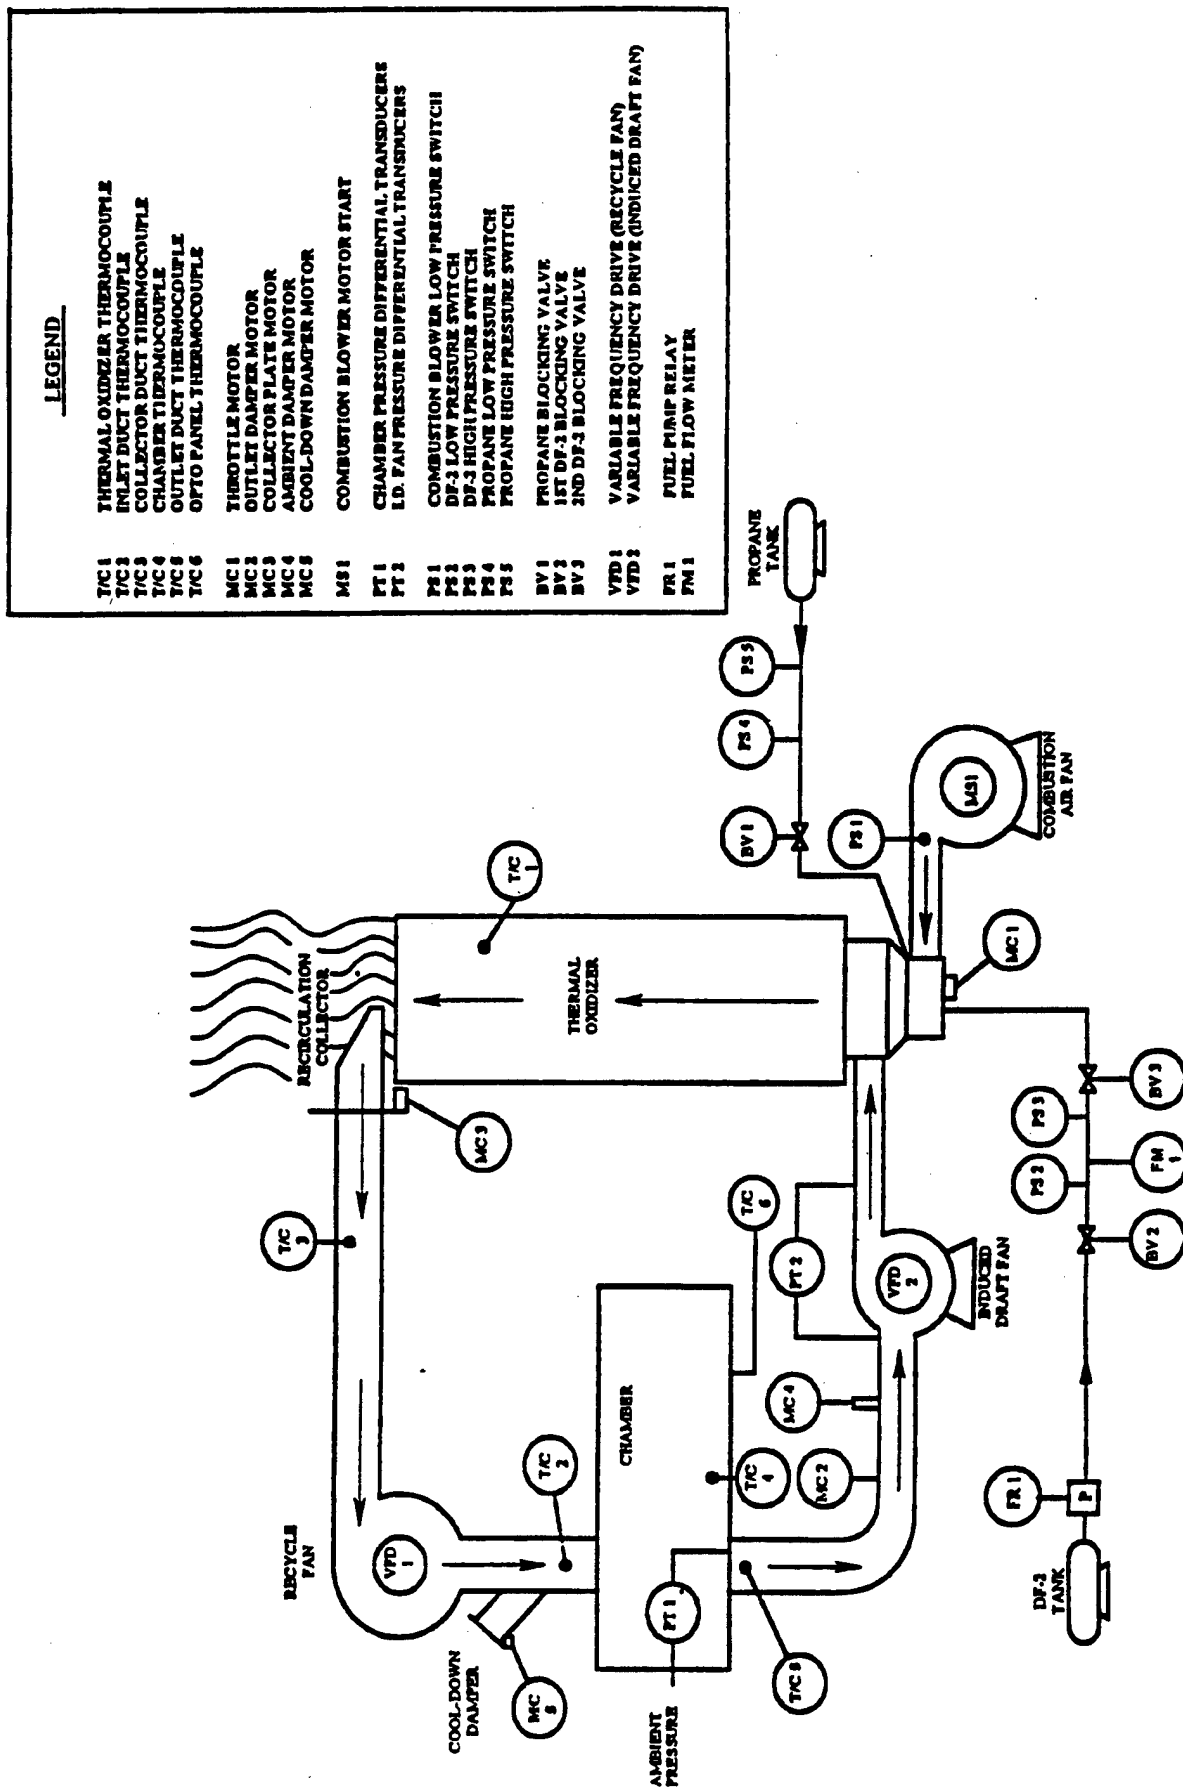 LEGEND
T/C 1 THERMAL OXIDIZER THERMOCOUPLE
T/C 2 INLET DUCT THERMOCOUPLE
T/C 3 COLLECTOR DUCT THERMOCOUPLE
T/C 4 CHAMBER THERMOCOUPLE
T/C 5 OUTLET DUCT THERMOCOUPLE
T/C 6 OPTO PANEL THERMOCOUPLE
MC 1 THROTTLE MOTOR
MC 2 OUTLET DAMPER MOTOR
MC 3 COLLECTOR PLATE MOTOR
MC 4 AMBIENT DAMPER MOTOR
MC 5 COOL-DOWN DAMPER MOTOR
MS 1 COMBUSTION BLOWER MOTOR START
PT 1 CHAMBER PRESSURE DIFFERENTIAL TRANSDUCERS
PT 2 I.D. FAN PRESSURE DIFFERENTIAL TRANSDUCERS
PS 1 COMBUSTION BLOWER LOW PRESSURE SWITCH
PS 2 DF-2 LOW PRESSURE SWITCH
PS 3 DF-2 HIGH PRESSURE SWITCH
PS 4 PROPANE LOW PRESSURE SWITCH
PS 5 PROPANE HIGH PRESSURE SWITCH
BV 1 PROPANE BLOCKING VALVE
BV 2 1ST DF-2 BLOCKING VALVE
BV 3 2ND DF-2 BLOCKING VALVE
VFD 1 VARIABLE FREQUENCY DRIVE (RECYCLE FAN)
VFD 2 VARIABLE FREQUENCY DRIVE (INDUCED DRAFT FAN)
FR 1 FUEL PUMP RELAY
FM 1 FUEL FLOW METER
RECIRCULATION
COLLECTOR
T/C
3
MC 3
T/C
1
THERMAL
OXIDIZER
RECYCLE
FAN
VFD
1
COOL-DOWN
DAMPER
MC
5
T/C
2
CHAMBER
AMBIENT
PRESSURE
PT 1
T/C 5
T/C
4
T/C
6
MC 2
MC 4
PT 2
VFD
2
INDUCED
DRAFT FAN
PROPANE
TANK
PS 5
PS 4
BV 1
PS 1
MS1
COMBUSTION
AIR FAN
MC 1
DF-2
TANK
P
FR 1
BV 2
PS 2
FM
1
PS 3
BV 3